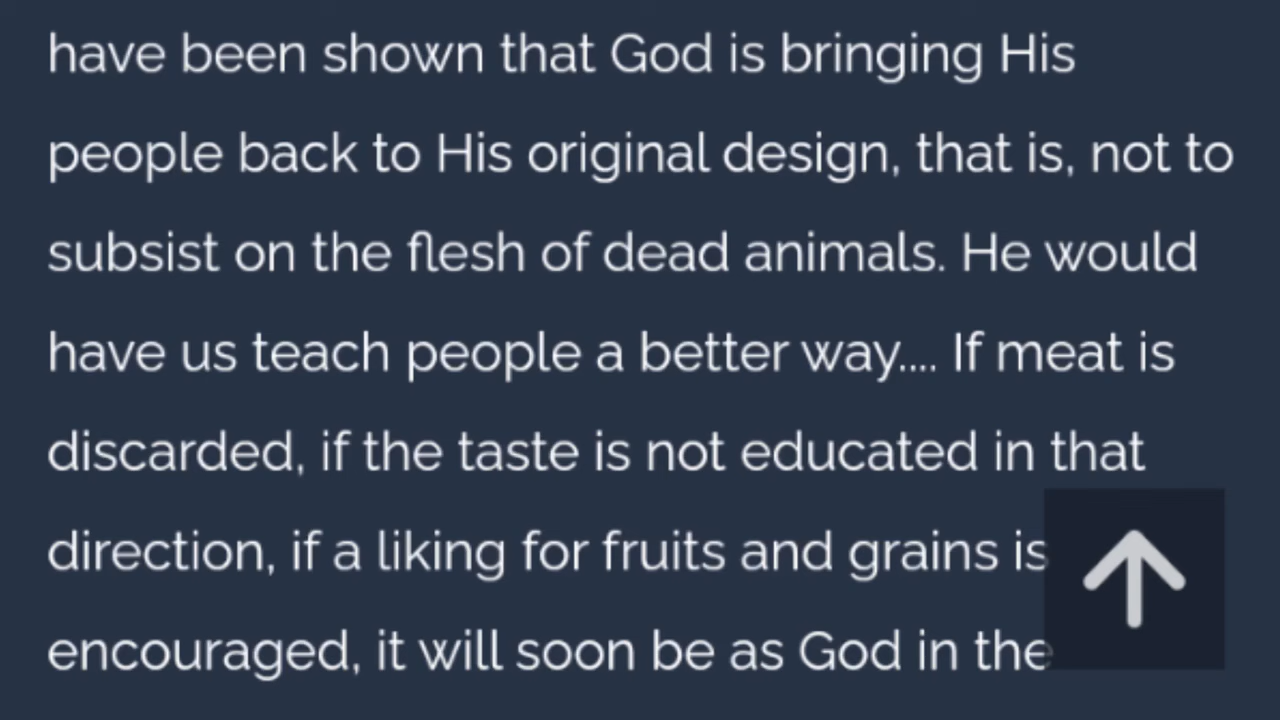 have been shown that God is bringing His
people back to His original design, that is, not to
subsist on the flesh of dead animals. He would
have us teach people a better way.... If meat is
discarded, if the taste is not educated in that
direction, if a liking for fruits and grains is
encouraged, it will soon be as God in the